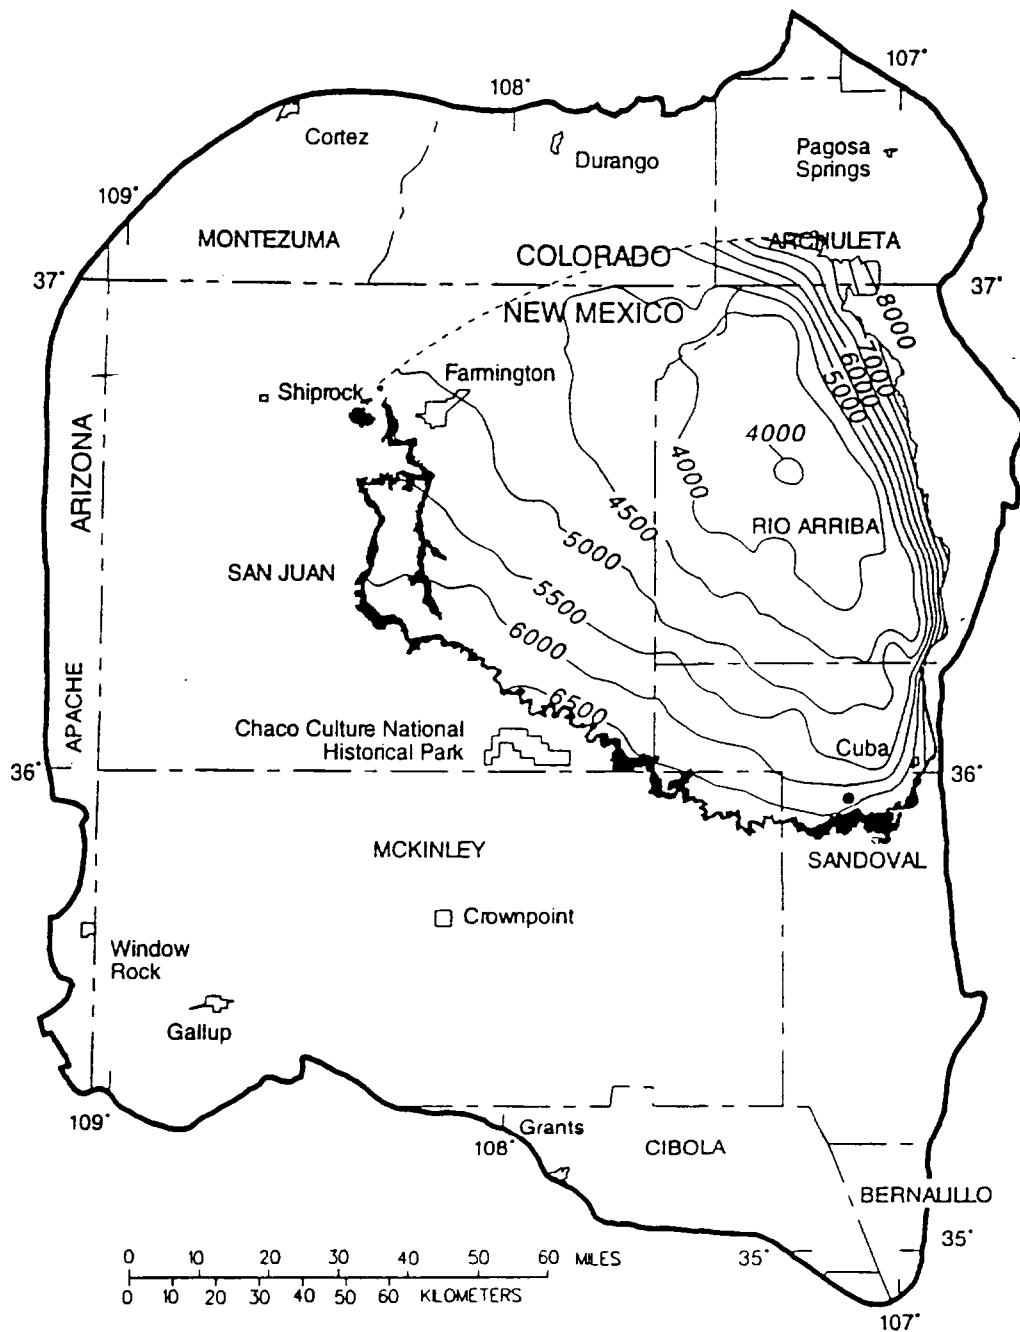 107°
108°
Cortez
Durango
Pagosa
Springs
109°
MONTEZUMA
COLORADO
ARCHULETA
37°
37°
NEW MEXICO
8000
7000
6000
5000
Shiprock
Farmington
ARIZONA
4000
4000
4500
RIO ARRIBA
5000
SAN JUAN
5500
6000
APACHE
6500
Chaco Culture National
Historical Park
Cuba
36°
36°
MCKINLEY
SANDOVAL
Crownpoint
Window
Rock
Gallup
109°
108°
Grants
CIBOLA
BERNALILLO
35°
35°
0 10 20 30 40 50 60 MILES
0 10 20 30 40 50 60 KILOMETERS
107°